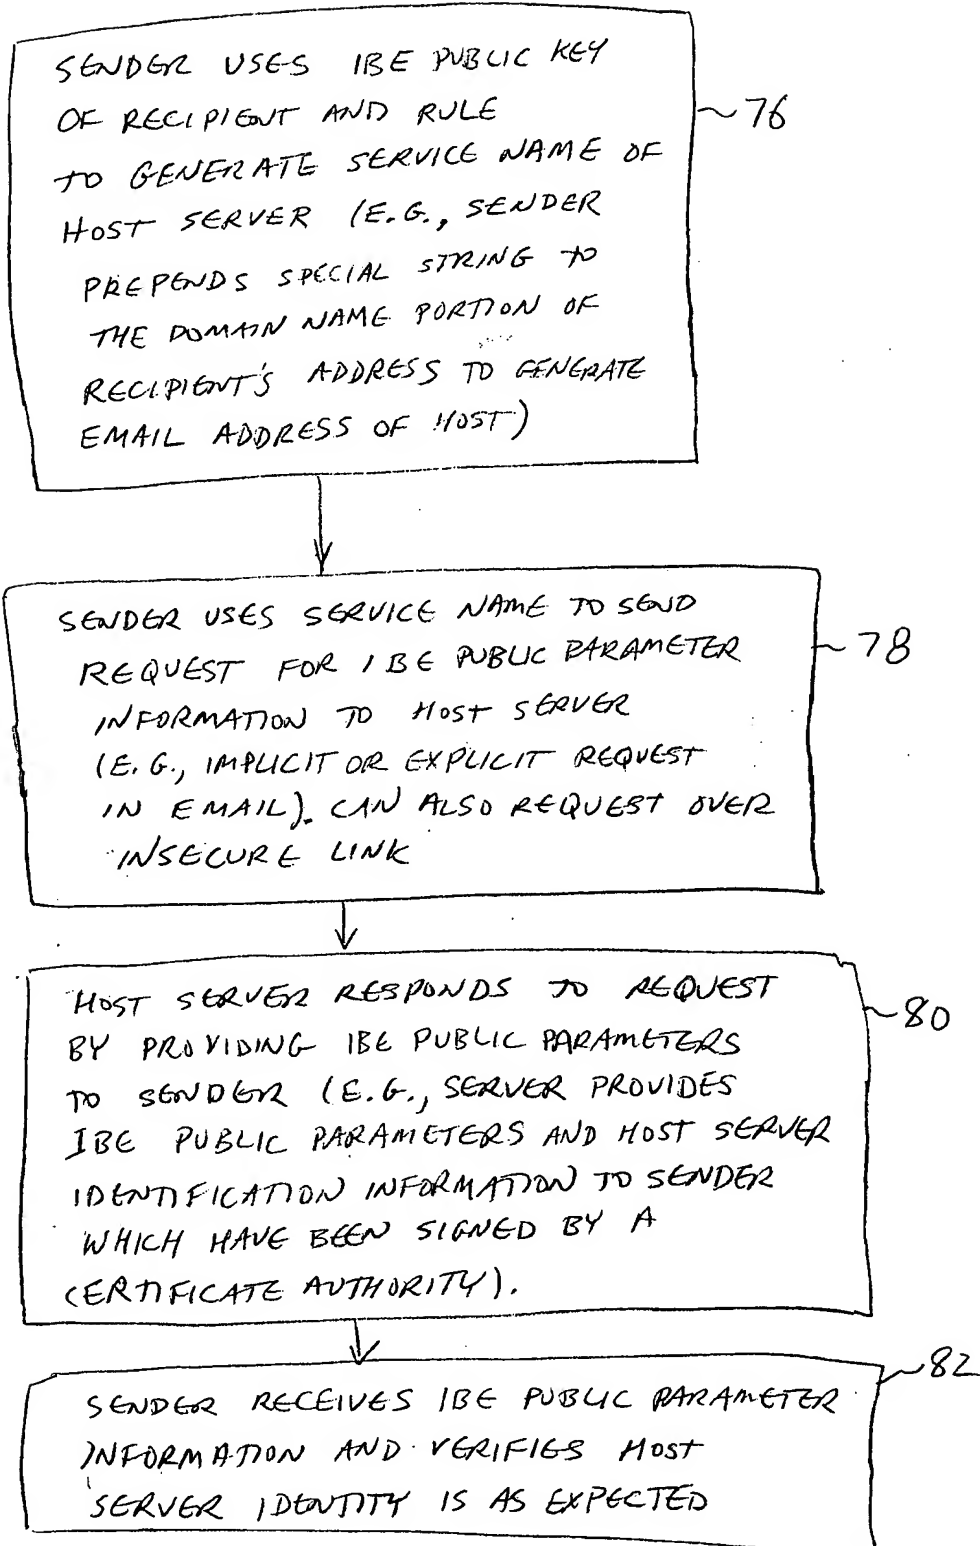 SENDER USES IBE PUBLIC KEY
OF RECIPIENT AND RULE
TO GENERATE SERVICE NAME OF
HOST SERVER (E.G., SENDER
PREPENDS SPECIAL STRING TO
THE DOMAIN NAME PORTION OF
RECIPIENT'S ADDRESS TO GENERATE
EMAIL ADDRESS OF HOST)
76
SENDER USES SERVICE NAME TO SEND
REQUEST FOR IBE PUBLIC PARAMETER
INFORMATION TO HOST SERVER
(E.G., IMPLICIT OR EXPLICIT REQUEST
IN EMAIL). CAN ALSO REQUEST OVER
INSECURE LINK
78
HOST SERVER RESPONDS TO REQUEST
BY PROVIDING IBE PUBLIC PARAMETERS
TO SENDER (E.G., SERVER PROVIDES
IBE PUBLIC PARAMETERS AND HOST SERVER
IDENTIFICATION INFORMATION TO SENDER
WHICH HAVE BEEN SIGNED BY A
CERTIFICATE AUTHORITY).
80
SENDER RECEIVES IBE PUBLIC PARAMETER
INFORMATION AND VERIFIES HOST
SERVER IDENTITY IS AS EXPECTED
82